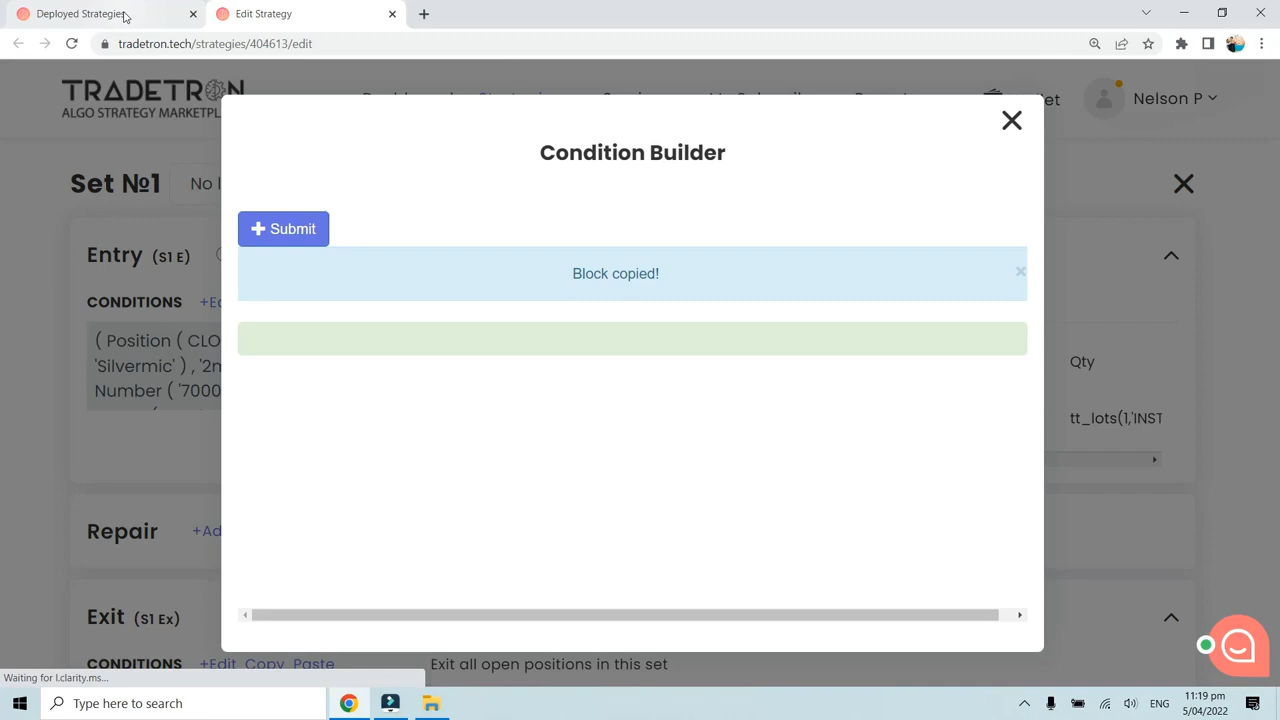 Deployed Strategies
Edit Strategy
tradetron.tech/strategies/404613/edit
TRADETRON
ALGO STRATEGY MARKETPL
Nelson P
Condition Builder
Set №1
No l
Submit
Entry (S1 E)
Block copied!
CONDITIONS
( Position ( CLO
'Silvermic' ) , '2m
Number ( '7000
Qty
tt_lots(1,'INST
Repair
+Ad
Exit (S1 Ex)
CONDITIONS +Edit Copy Paste
Exit all open positions in this set
Waiting for l.clarity.ms...
Type here to search
ENG
11:19 pm
5/04/2022